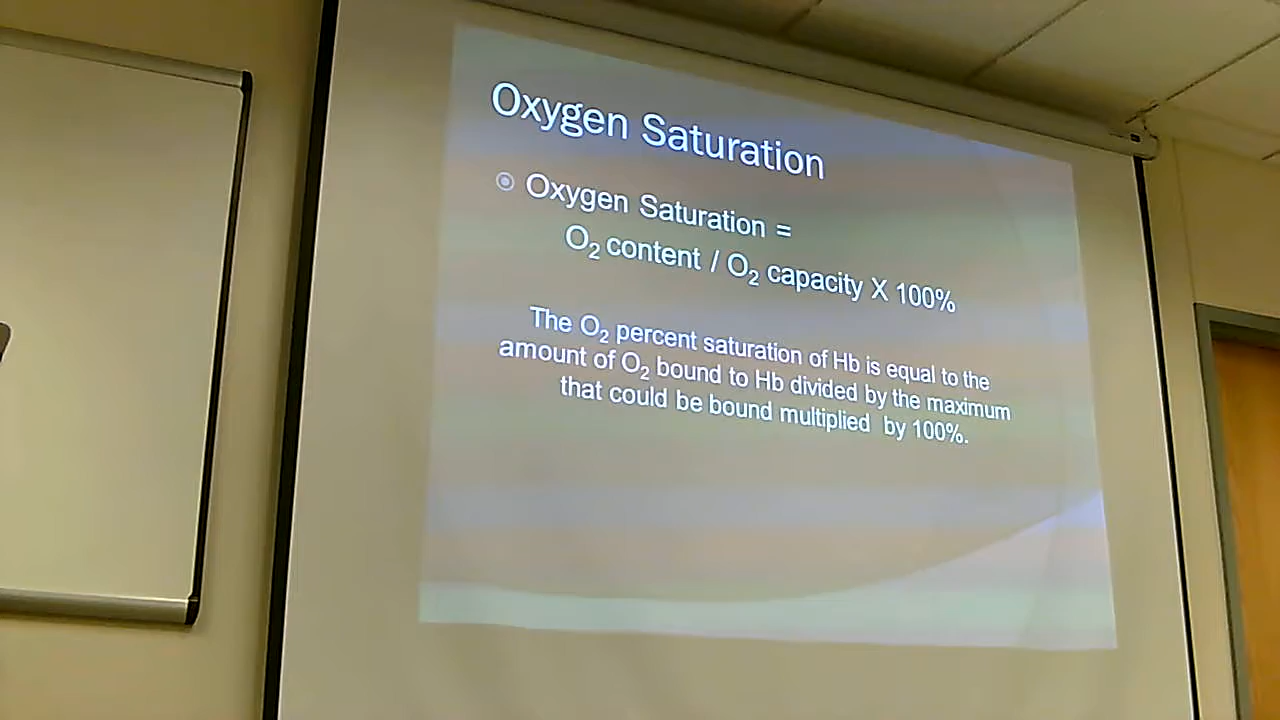 Oxygen Saturation
Oxygen Saturation =
O₂ content / O₂ capacity X 100%
The O₂ percent saturation of Hb is equal to the
amount of O₂ bound to Hb divided by the maximum
that could be bound multiplied by 100%.